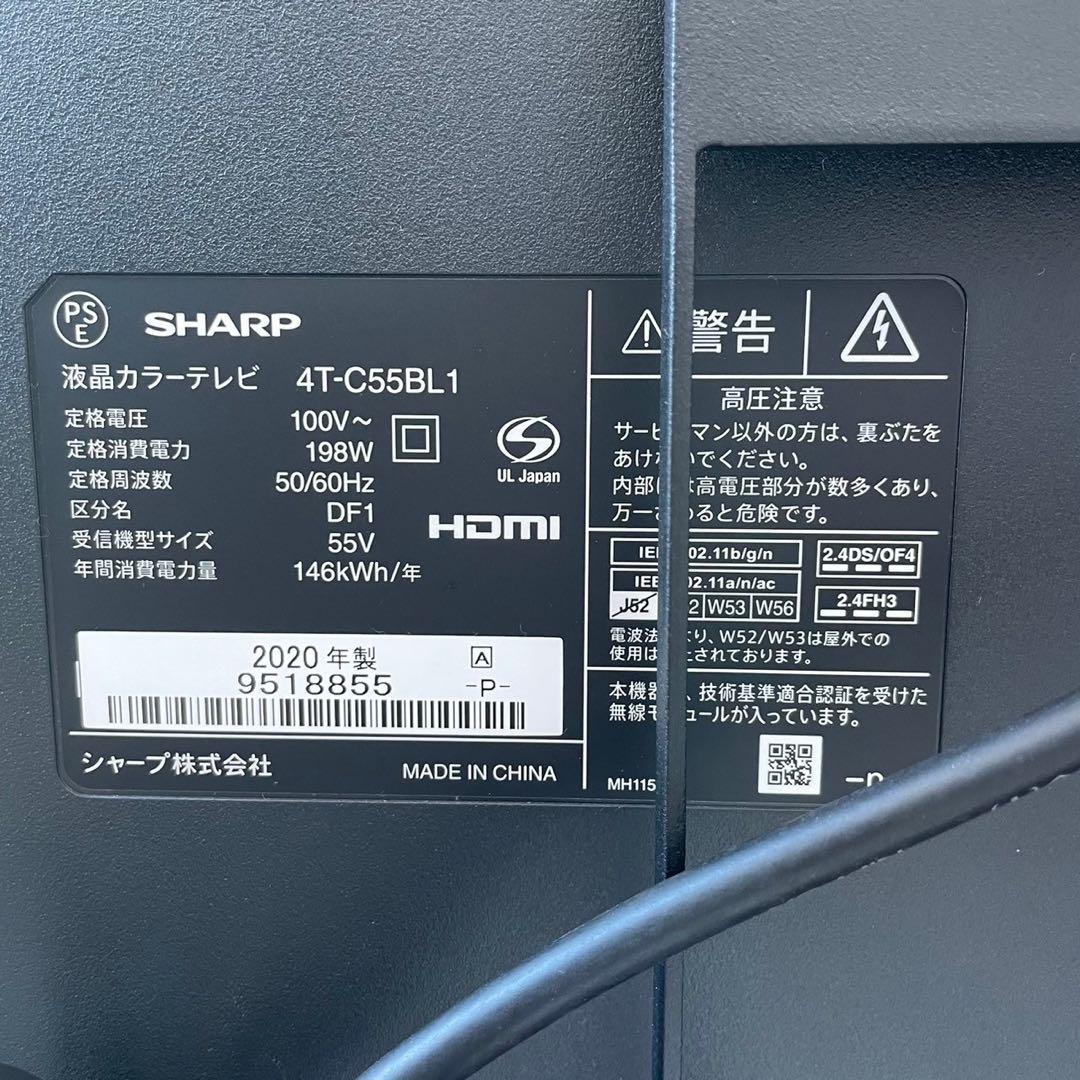 PS
E
SHARP
液晶カラーテレビ 4T-C55BL1
定格電圧 100V~
定格消費電力 198W
定格周波数 50/60Hz
区分名 DF1
受信機型サイズ 55V
年間消費電力量 146kWh/年
S
UL Japan
HDMI
2020年製 A
9518855 -P-
シャープ株式会社 MADE IN CHINA
警告
高圧注意
サービ マン以外の方は、裏ぶたを
あけ いでください。
内部 は高電圧部分が数多くあり、
万一 ると危険です。
02.11b/g/n
02.11a/n/ac
J52 2 W53 W56
2.4DS/OF4
2.4FH3
電波法 り、W52/W53は屋外での
使用は されております。
本機器 、技術基準適合認証を受けた
無線モ ールが入っています。
MH115